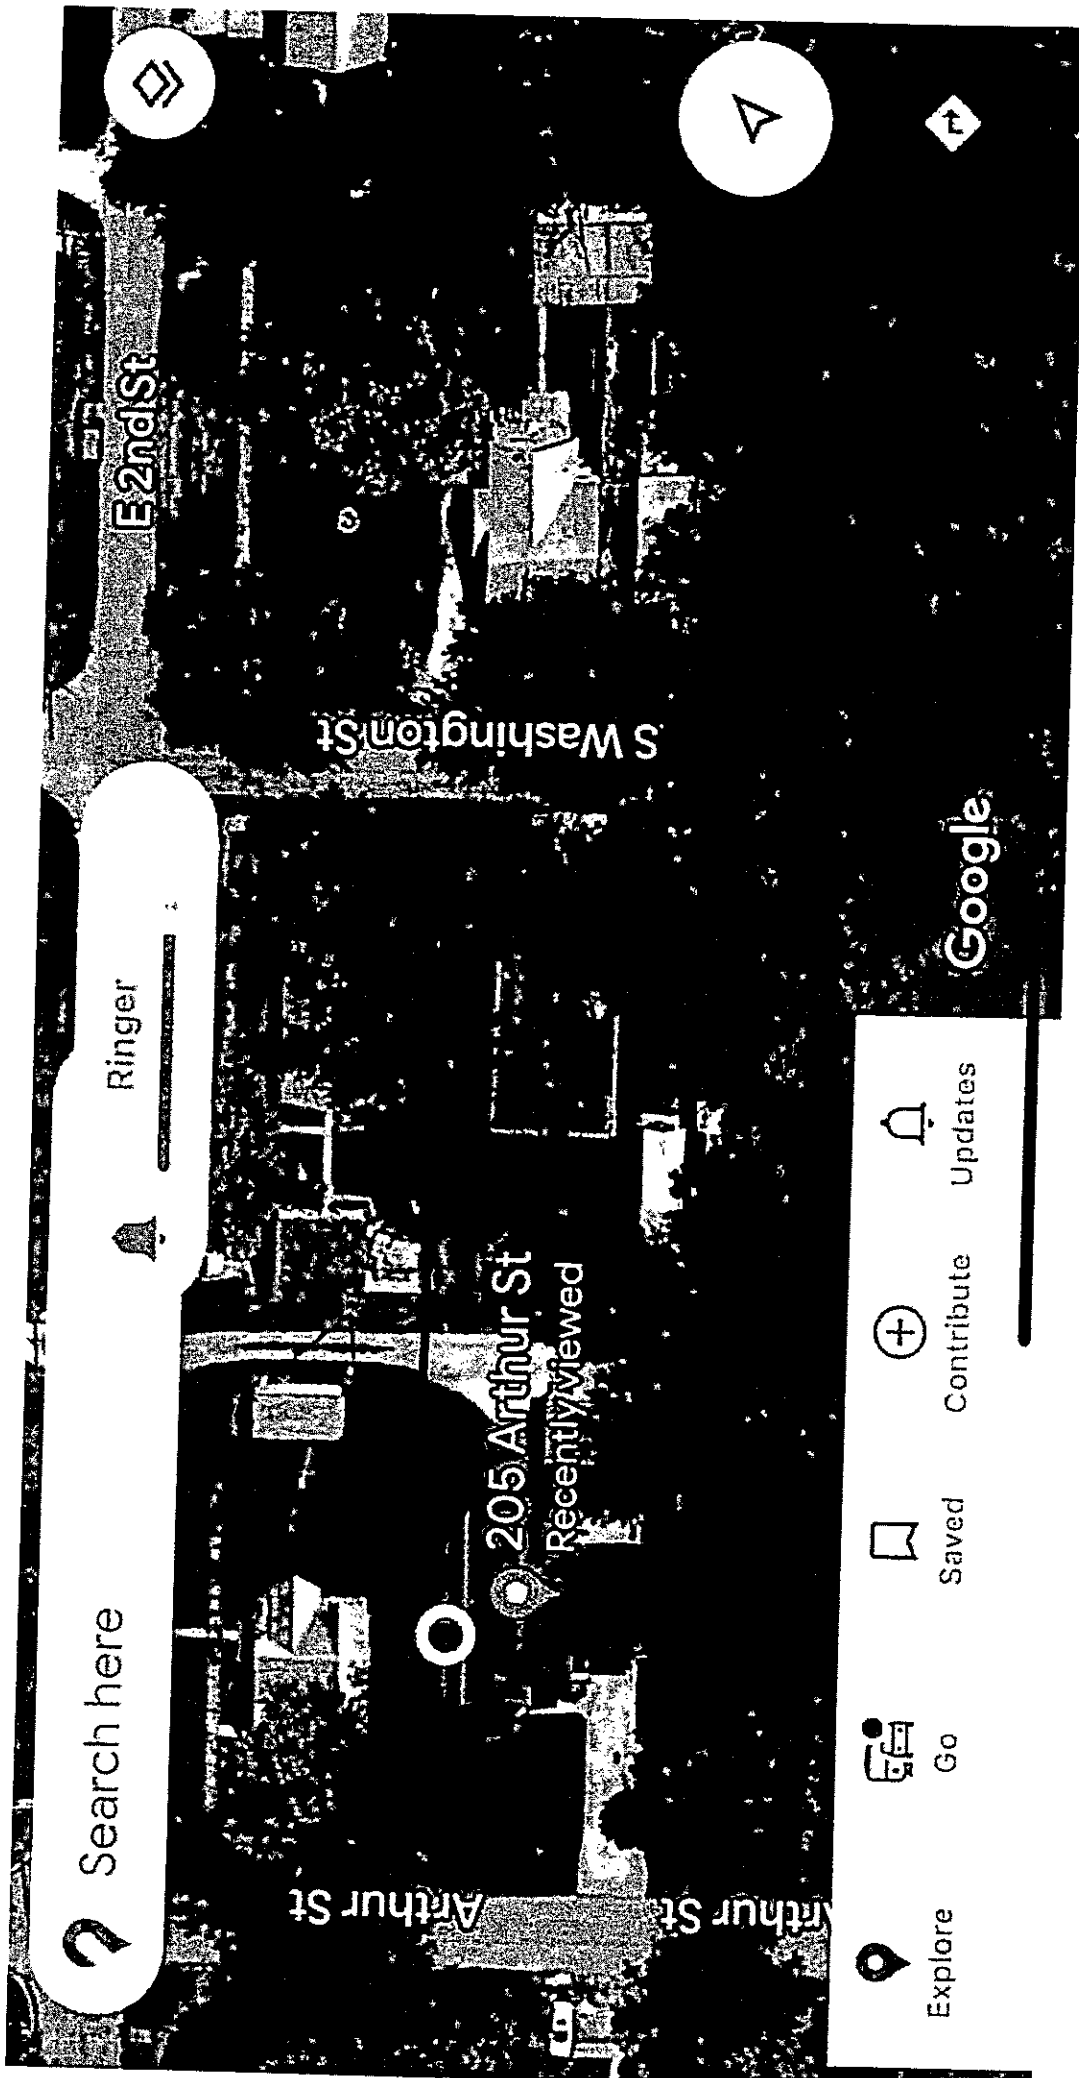 Search here
Ringer
E 2nd St
S Washington St
205 Arthur St
Recently viewed
Arthur St
Arthur St
Google
Explore
Go
Saved
Contribute
Updates